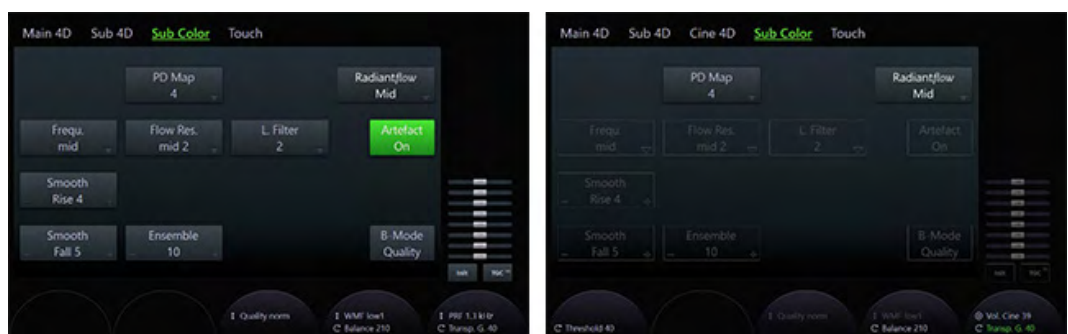 Main 4D Sub 4D Sub Color Touch
PD Map
4
Radiantflow
Mid
Frequ.
mid
Flow Res.
mid 2
L. Filter
2
Artefact
On
Smooth
Rise 4
Smooth
Fall 5
Ensemble
10
B-Mode
Quality
Quality norm
WMF low1
Balance 210
PRF 1.3 kHz
Transp. G. 40
Main 4D Sub 4D Cine 4D Sub Color Touch
PD Map
4
Radiantflow
Mid
Frequ.
mid
Flow Res.
mid 2
L. Filter
2
Artefact
On
Smooth
Rise 4
Smooth
Fall 5
Ensemble
10
B-Mode
Quality
Threshold 40
Quality norm
WMF low1
Balance 210
Vol. Cine 39
Transp. G. 40